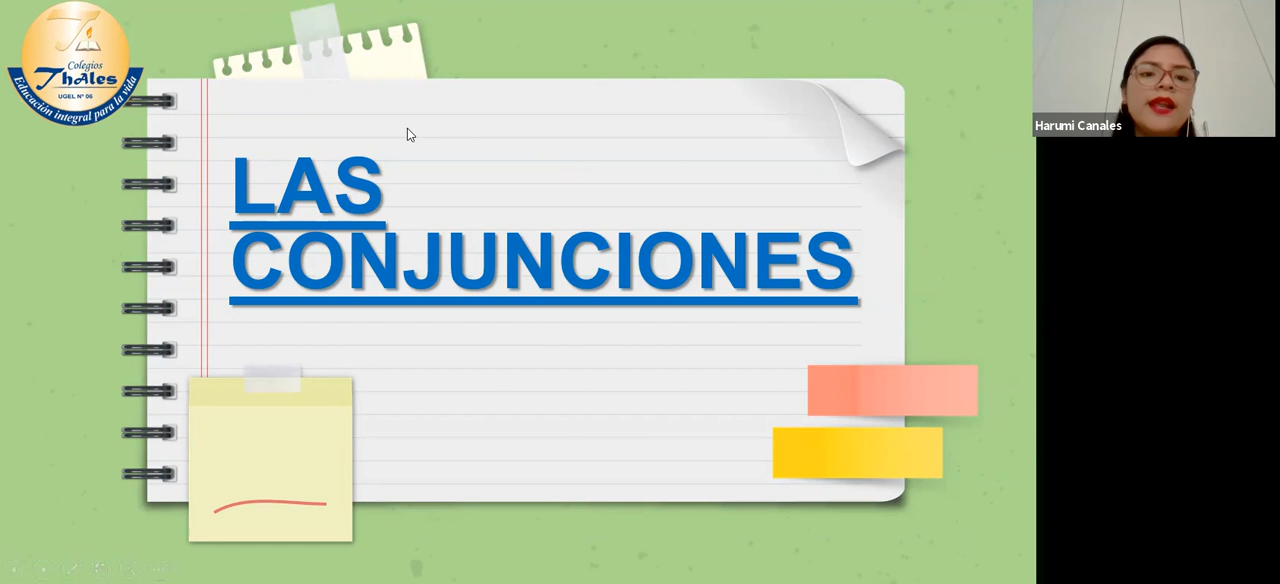 Colegios
Thales
UGEL N° 06
Educación integral para la vida
LAS
CONJUNCIONES
Harumi Canales